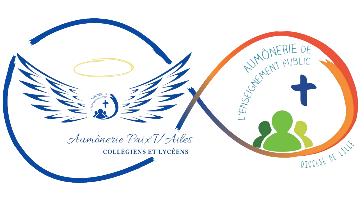 Aumônerie Paix'l'Ailes
COLLÉGIENS ET LYCÉENS
AUMÔNERIE DE
L'ENSEIGNEMENT PUBLIC
DIOCÈSE DE LILLE